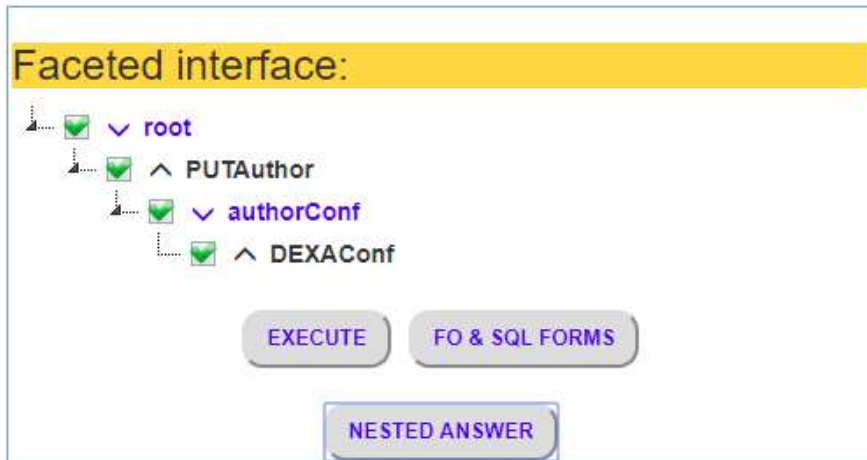 Faceted interface:
root
PUTAuthor
authorConf
DEXAConf
EXECUTE FO & SQL FORMS
NESTED ANSWER